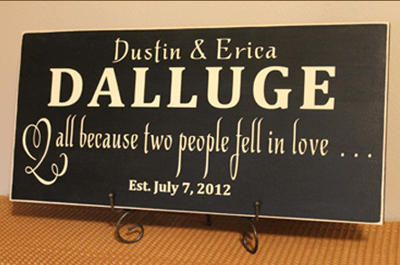 Dustin & Erica
DALLUGE
all because two people fell in love ...
Est. July 7, 2012